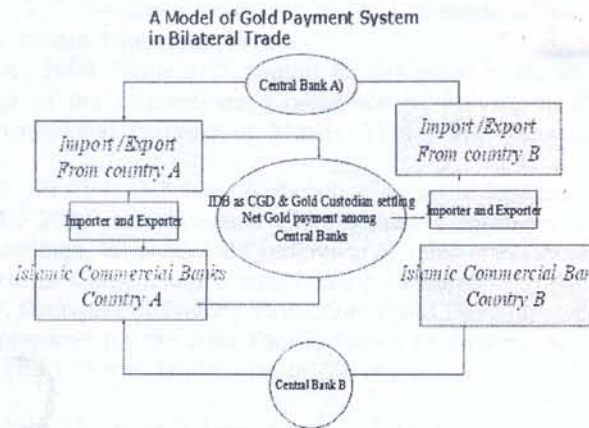 A Model of Gold Payment System
in Bilateral Trade
Central Bank A)
Import/Export
From country A
Import/Export
From country B
IDB as CGD & Gold Custodian settling
Net Gold payment among
Central Banks
Importer and Exporter
Importer and Exporter
Islamic Commercial Banks
Country A
Islamic Commercial Ban
Country B
Central Bank B